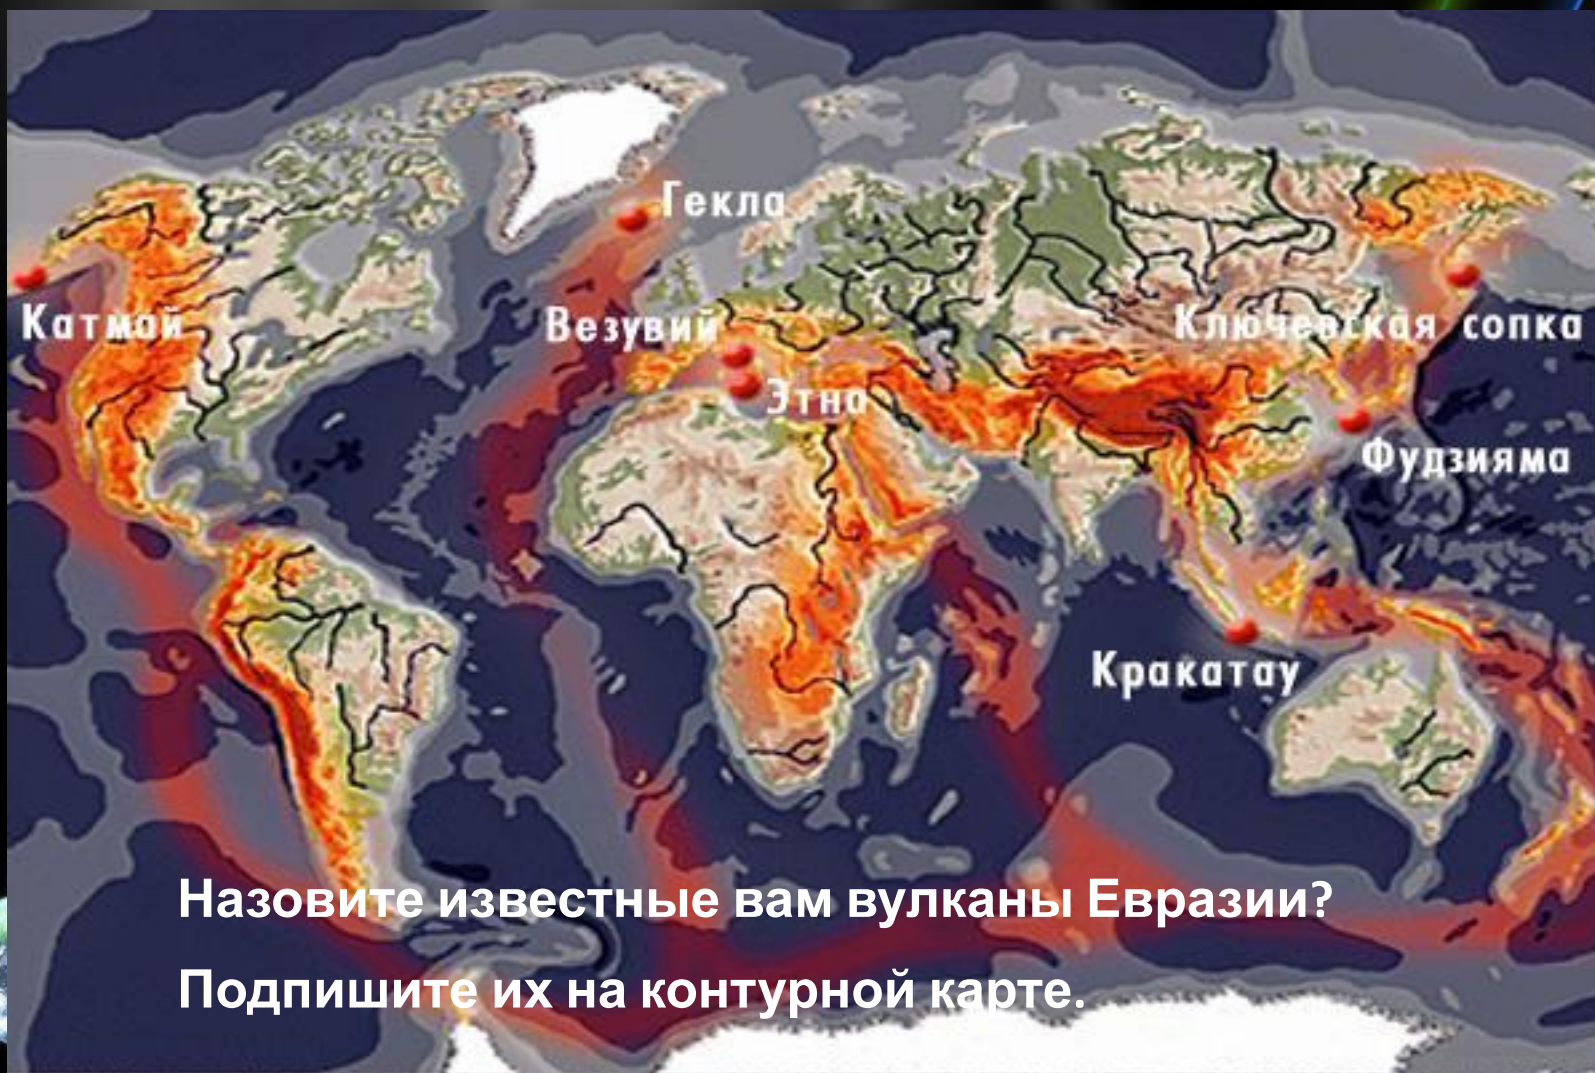 Гекла
Катмай
Везувий
Ключевская сопка
Этна
Фудзияма
Кракатау
Назовите известные вам вулканы Евразии?
Подпишите их на контурной карте.